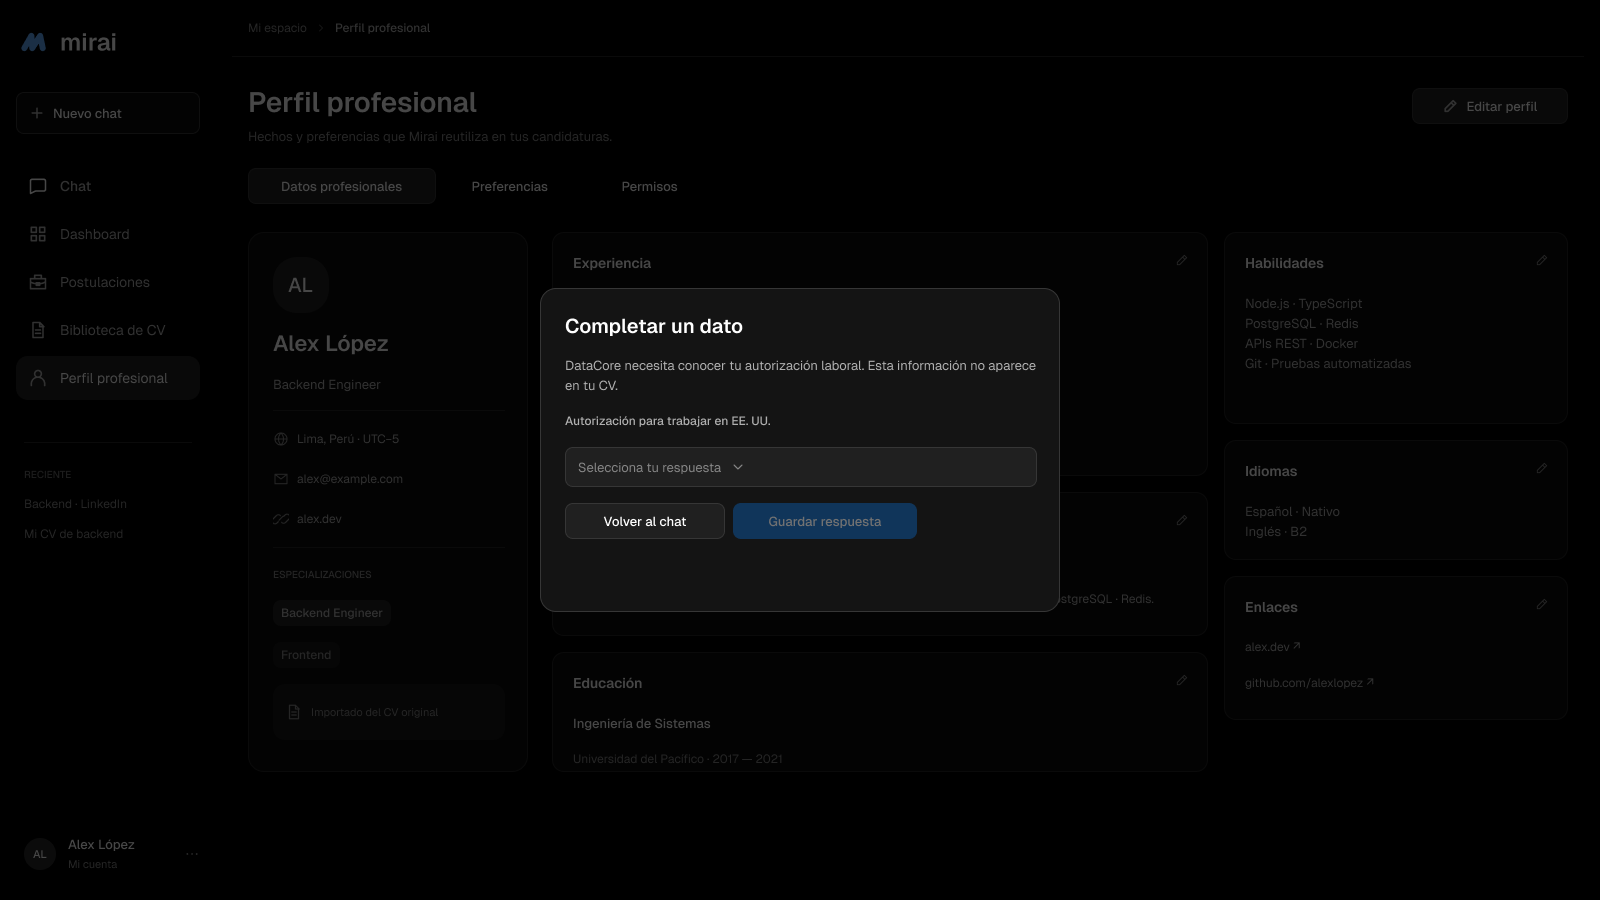 mirai
Nuevo chat
Chat
Dashboard
Postulaciones
Biblioteca de CV
Perfil profesional
RECIENTE
Backend · LinkedIn
Mi CV de backend
AL
Alex López
Mi cuenta
Mi espacio
Perfil profesional
Perfil profesional
Hechos y preferencias que Mirai reutiliza en tus candidaturas.
Editar perfil
Datos profesionales
Preferencias
Permisos
AL
Alex López
Backend Engineer
Lima, Perú · UTC−5
alex@example.com
alex.dev
ESPECIALIZACIONES
Backend Engineer
Frontend
Importado del CV original
Experiencia
Completar un dato
DataCore necesita conocer tu autorización laboral. Esta información no aparece
en tu CV.
Autorización para trabajar en EE. UU.
Selecciona tu respuesta
Volver al chat
Guardar respuesta
stgreSQL · Redis.
Educación
Ingeniería de Sistemas
Universidad del Pacífico · 2017 — 2021
Habilidades
Node.js · TypeScript
PostgreSQL · Redis
APIs REST · Docker
Git · Pruebas automatizadas
Idiomas
Español · Nativo
Inglés · B2
Enlaces
alex.dev ↗
github.com/alexlopez ↗